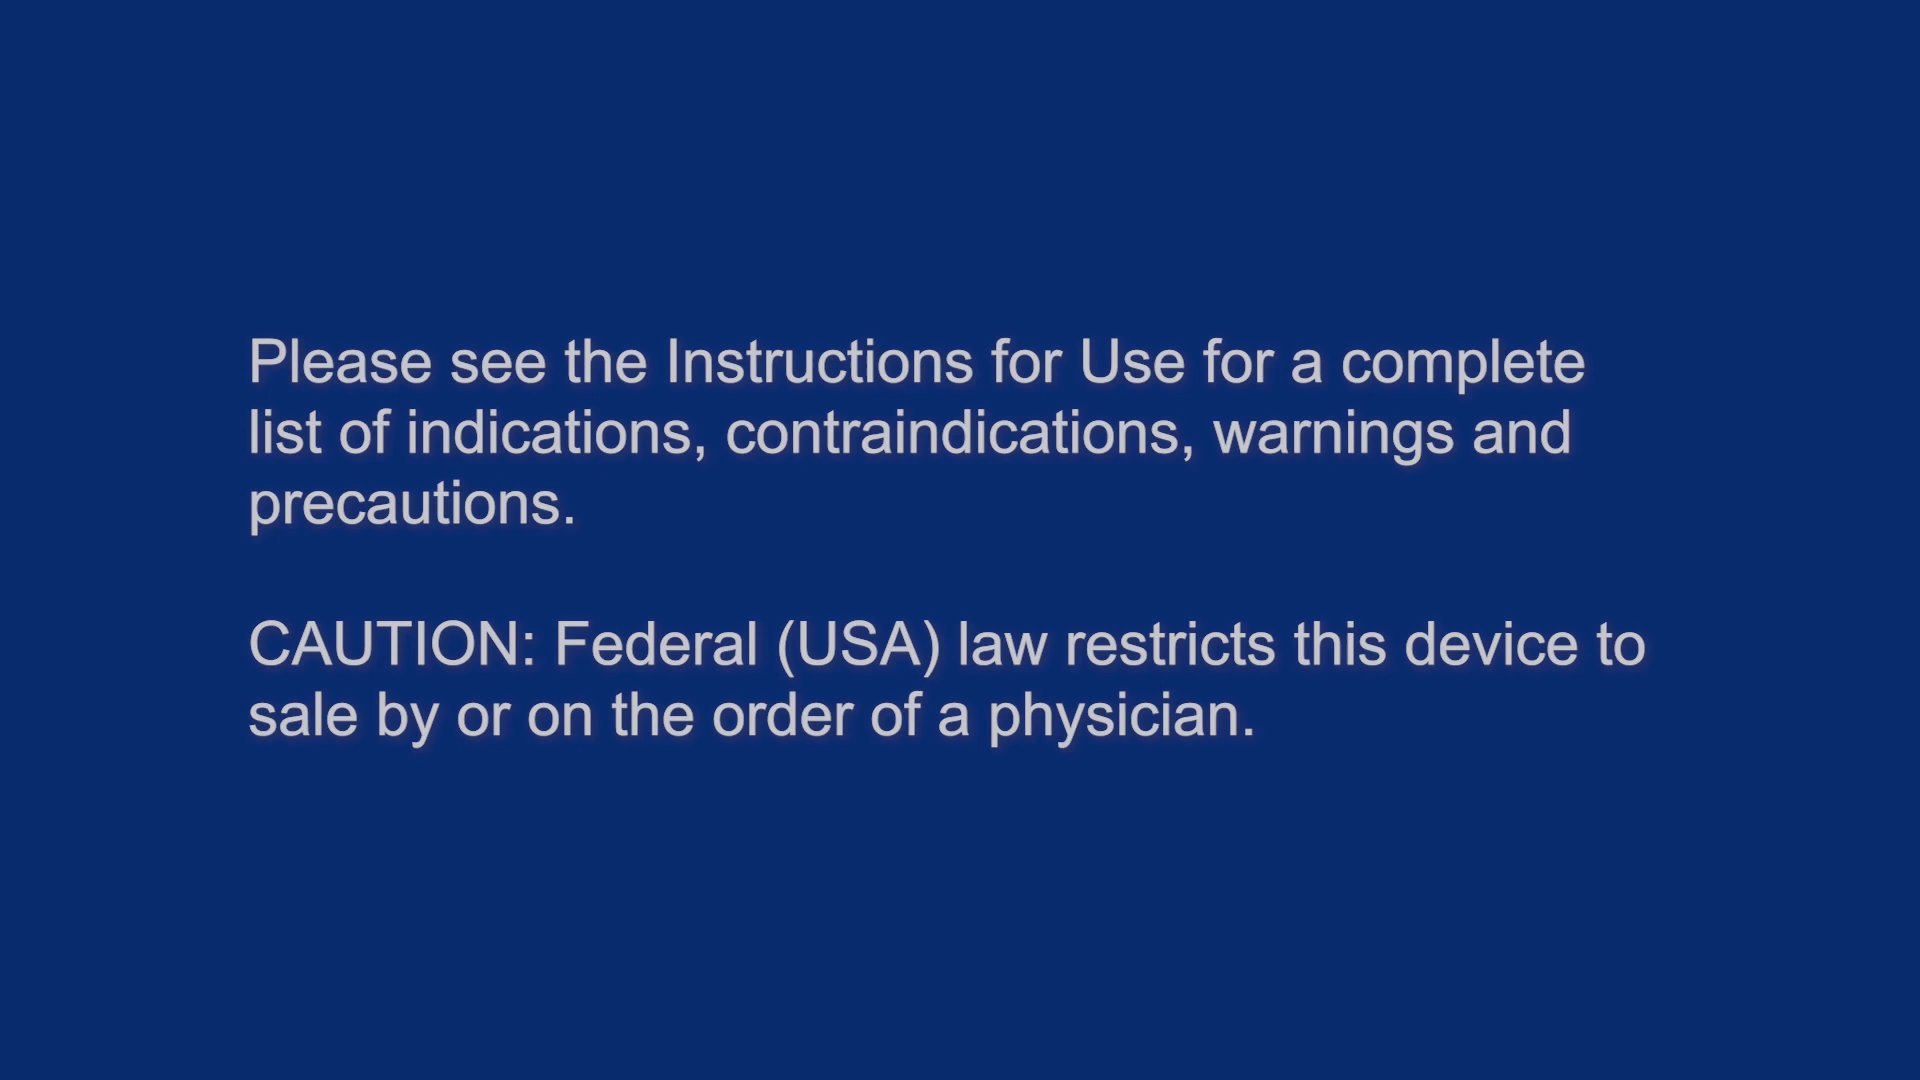 Please see the Instructions for Use for a complete
list of indications, contraindications, warnings and
precautions.
CAUTION: Federal (USA) law restricts this device to
sale by or on the order of a physician.